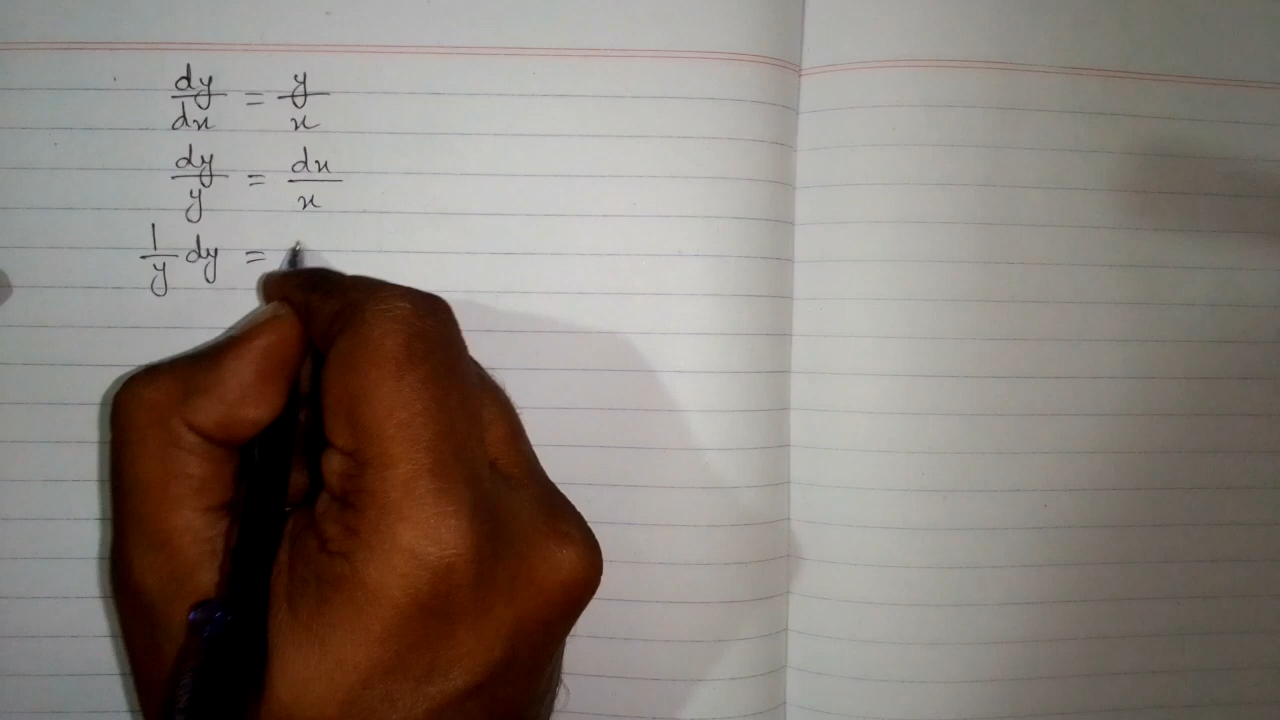 dy/dx = y/x
dy/y = dx/x
1/y dy =